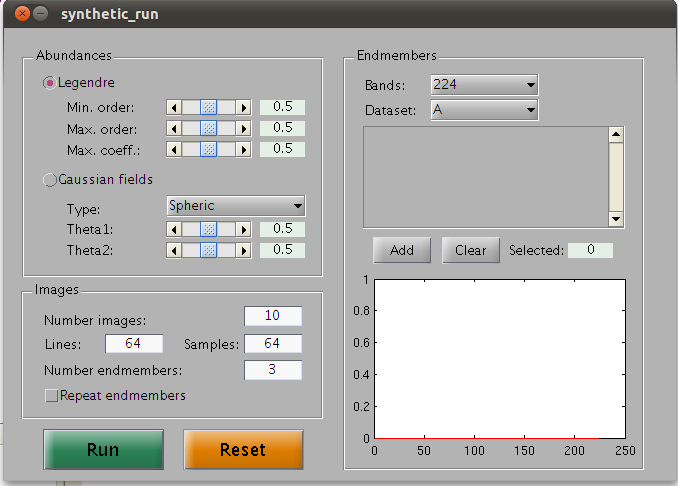 synthetic_run
Abundances
Legendre
Min. order: 0.5
Max. order: 0.5
Max. coeff.: 0.5
Gaussian fields
Type: Spheric
Theta1: 0.5
Theta2: 0.5
Images
Number images: 10
Lines: 64 Samples: 64
Number endmembers: 3
Repeat endmembers
Run Reset
Endmembers
Bands: 224
Dataset: A
Add Clear Selected: 0
1
0.8
0.6
0.4
0.2
0
0 50 100 150 200 250